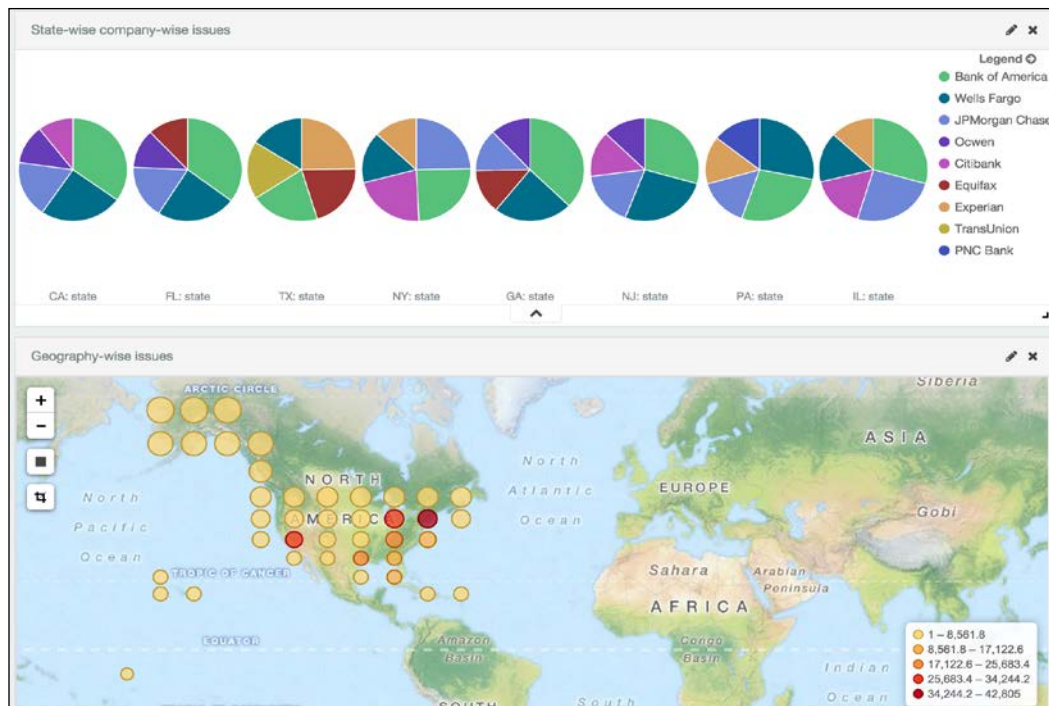 State-wise company-wise issues
Legend
Bank of America
Wells Fargo
JPMorgan Chase
Ocwen
Citibank
Equifax
Experian
TransUnion
PNC Bank
CA: state
FL: state
TX: state
NY: state
GA: state
NJ: state
PA: state
IL: state
Geography-wise issues
+
−
ARCTIC CIRCLE
Siberia
ASIA
NORTH
AMERICA
North
Pacific
Ocean
North
Atlantic
Ocean
EUROPE
Gobi
TROPIC OF CANCER
Sahara
Arabian
Peninsula
AFRICA
EQUATOR
Amazon
Basin
Congo
Basin
Indian
Ocean
SOUTH
South
South
1 – 8,561.8
8,561.8 – 17,122.6
17,122.6 – 25,683.4
25,683.4 – 34,244.2
34,244.2 – 42,805